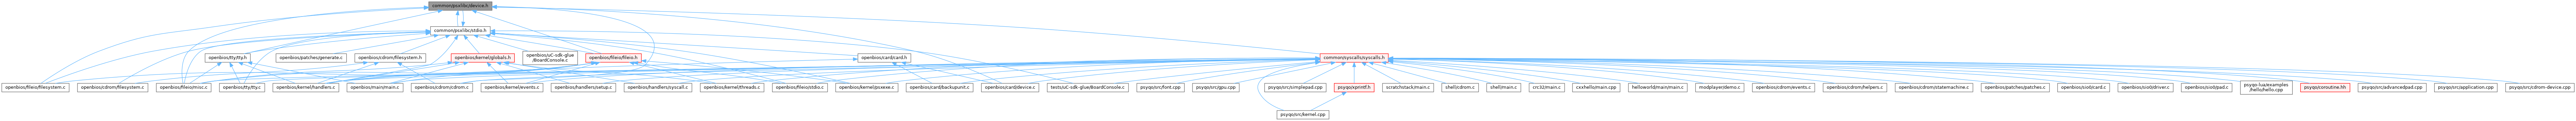 common/psxlibc/device.h
common/psxlibc/stdio.h
openbios/tty/tty.h
openbios/patches/generate.c
openbios/cdrom/filesystem.h
openbios/kernel/globals.h
openbios/uC-sdk-glue
/BoardConsole.c
openbios/fileio/fileio.h
openbios/card/card.h
common/syscalls/syscalls.h
openbios/fileio/filesystem.c
openbios/cdrom/filesystem.c
openbios/fileio/misc.c
openbios/tty/tty.c
openbios/kernel/handlers.c
openbios/main/main.c
openbios/cdrom/cdrom.c
openbios/kernel/events.c
openbios/handlers/setup.c
openbios/handlers/syscall.c
openbios/kernel/threads.c
openbios/fileio/stdio.c
openbios/kernel/psxexe.c
openbios/card/backupunit.c
openbios/card/device.c
tests/uC-sdk-glue/BoardConsole.c
psyqo/src/font.cpp
psyqo/src/gpu.cpp
psyqo/src/simplepad.cpp
psyqo/xprintf.h
scratchstack/main.c
shell/cdrom.c
shell/main.c
src32/main.c
cxxhello/main.cpp
helloworld/main/main.c
modplayer/demo.c
openbios/cdrom/events.c
openbios/cdrom/helpers.c
openbios/cdrom/statemachine.c
openbios/patches/patches.c
openbios/sio0/card.c
openbios/sio0/driver.c
openbios/sio0/pad.c
psyqo-lua/examples
/hello/hello.cpp
psyqo/coroutine.hh
psyqo/src/advancedpad.cpp
psyqo/src/application.cpp
psyqo/src/cdrom-device.cpp
psyqo/src/kernel.cpp